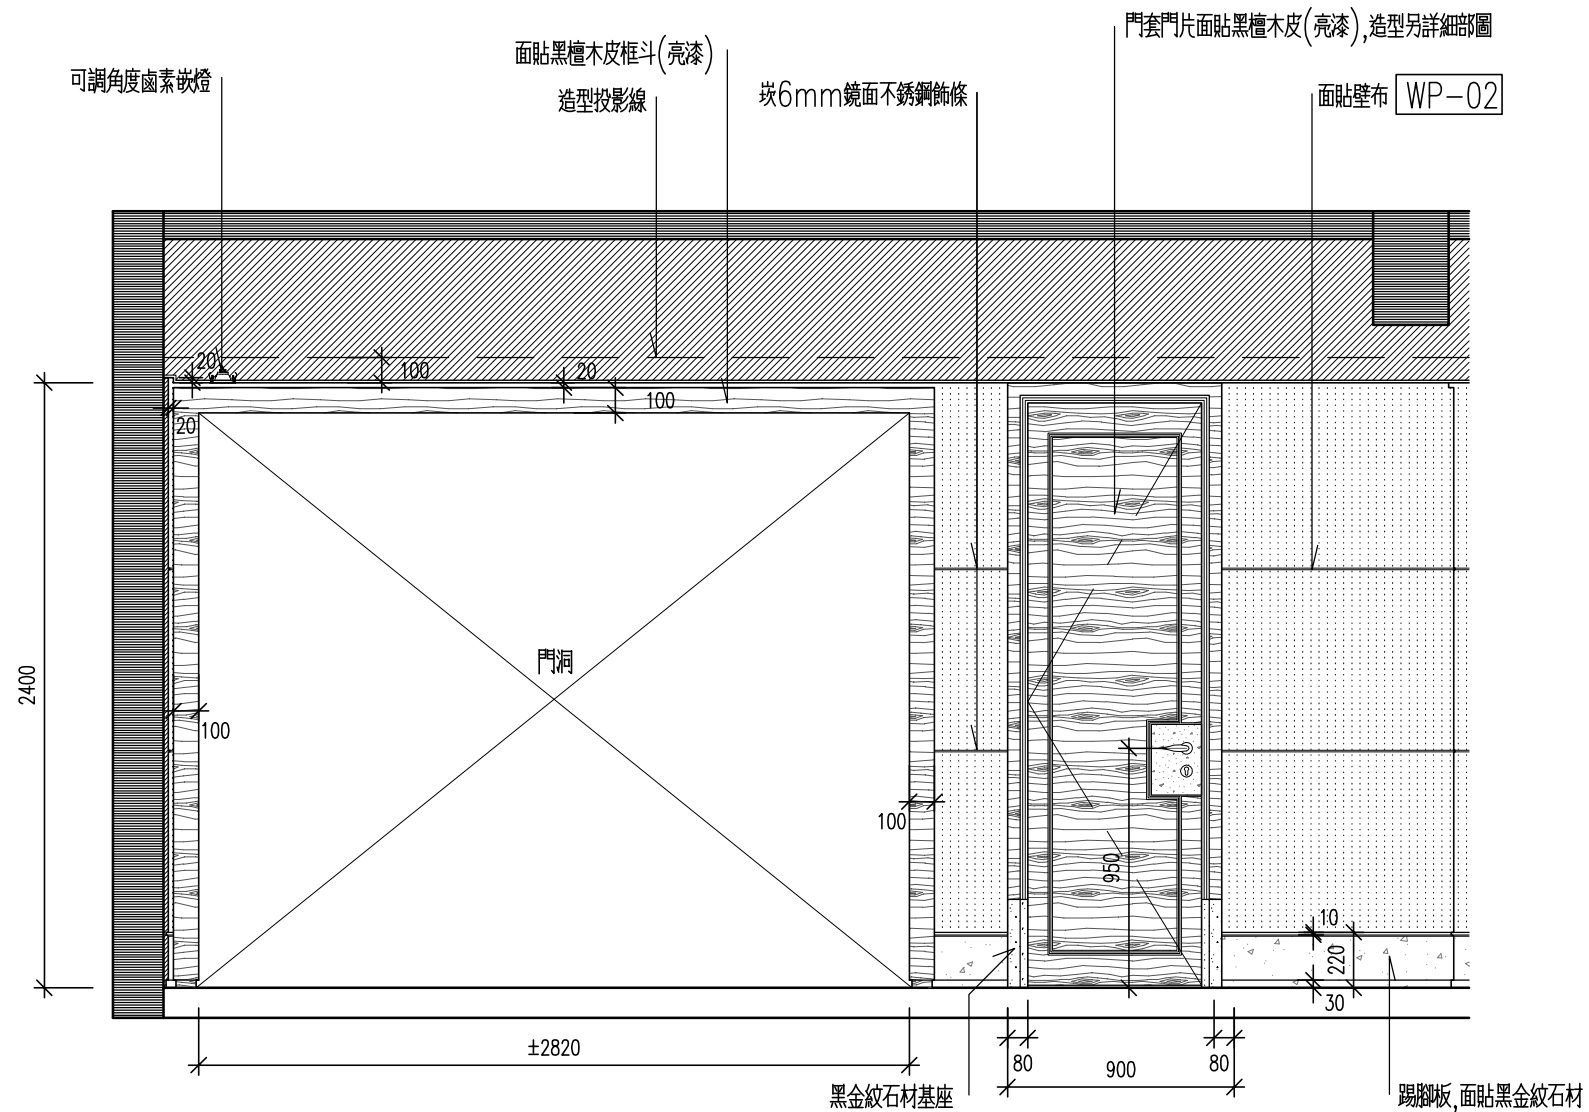 門套門片面貼黑檀木皮(亮漆),造型另詳細部圖
面貼黑檀木皮框斗(亮漆)
可調角度鹵素嵌燈
造型投影線
崁6mm鏡面不銹鋼飾條
面貼壁布 WP-02
20
100
20
100
20
2400
門洞
100
100
950
10
220
30
±2820
80
900
80
黑金紋石材基座
踢腳板,面貼黑金紋石材